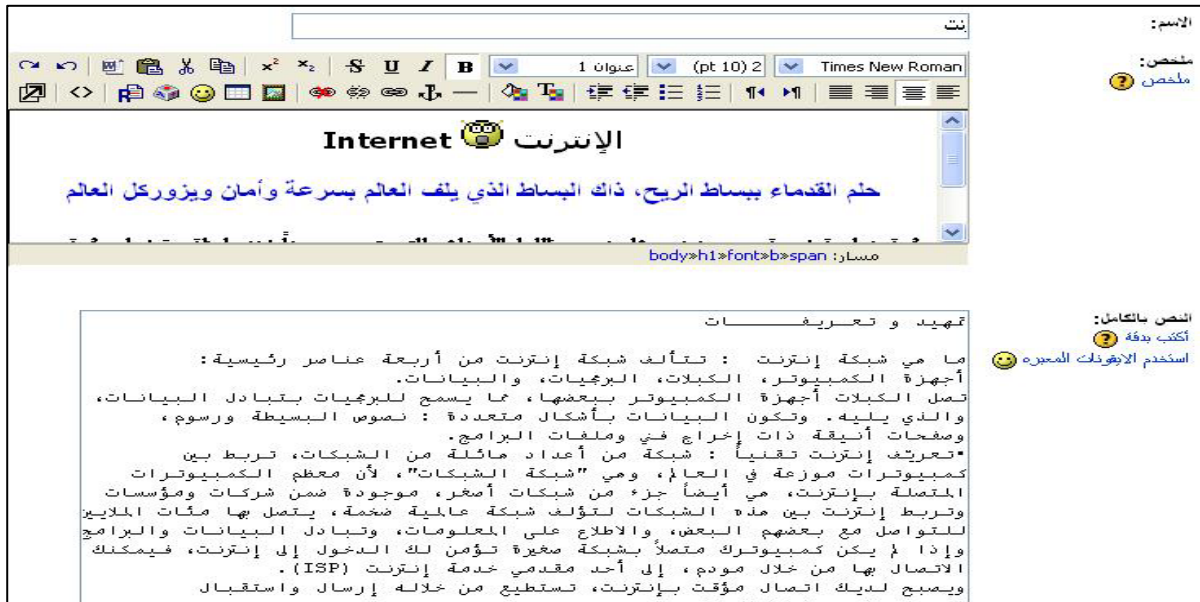 الاسم:
نت
ملخص:
ملخص
Times New Roman
2 (10 pt)
عنوان 1
B I U S ×₂ x²
الإنترنت Internet
حلم القدماء ببساط الريح، ذاك البساط الذي يلف العالم بسرعة وأمان ويزوركل العالم
مسار: body»h1»font»b»span
النص بالكامل:
أكتب بدقة
استخدم الايقونات المعبره
تمهيد و تعـريفــــــات
ما هي شبكة إنترنت : تتألف شبكة إنترنت من أربعة عناصر رئيسية:
أجهزة الكمبيوتر، الكبلات، البرمجيات، والبيانات.
تصل الكبلات أجهزة الكمبيوتر ببعضها، مما يسمح للبرمجيات بتبادل البيانات،
والذي يليه. وتكون البيانات بأشكال متعددة : نصوص البسيطة ورسوم،
وصفحات أنيقة ذات إخراج فني وملفات البرامج.
•تعريّف إنترنت تقنياً : شبكة من أعداد هائلة من الشبكات، تربط بين
كمبيوترات موزعة في العالم، وهي "شبكة الشبكات"، لأن معظم الكمبيوترات
المتصلة بإنترنت، هي أيضاً جزء من شبكات أصغر، موجودة ضمن شركات ومؤسسات
وتربط إنترنت بين هذه الشبكات لتؤلف شبكة عالمية ضخمة، يتصل بها مئات الملايين
للتواصل مع بعضهم البعض، والاطلاع على المعلومات، وتبادل البيانات والبرامج
وإذا لم يكن كمبيوترك متصلاً بشبكة صغيرة تؤمن لك الدخول إلى إنترنت، فيمكنك
الاتصال بها من خلال مودم، إلى أحد مقدمي خدمة إنترنت (ISP).
ويصبح لديك اتصال مؤقت بإنترنت، تستطيع من خلاله إرسال واستقبال